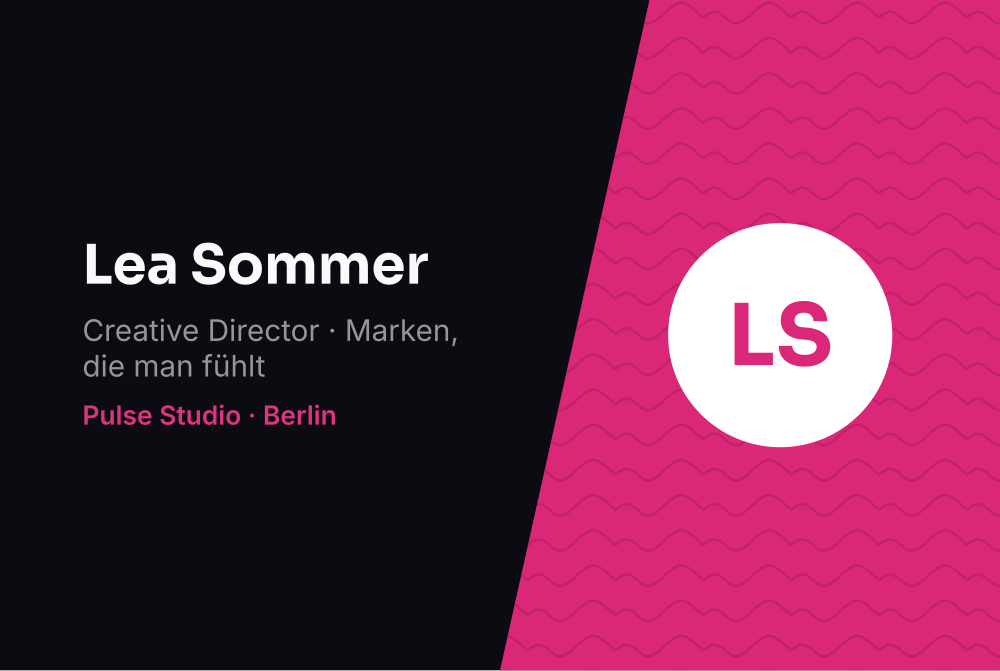 Lea Sommer
Creative Director · Marken,
die man fühlt
Pulse Studio · Berlin
LS